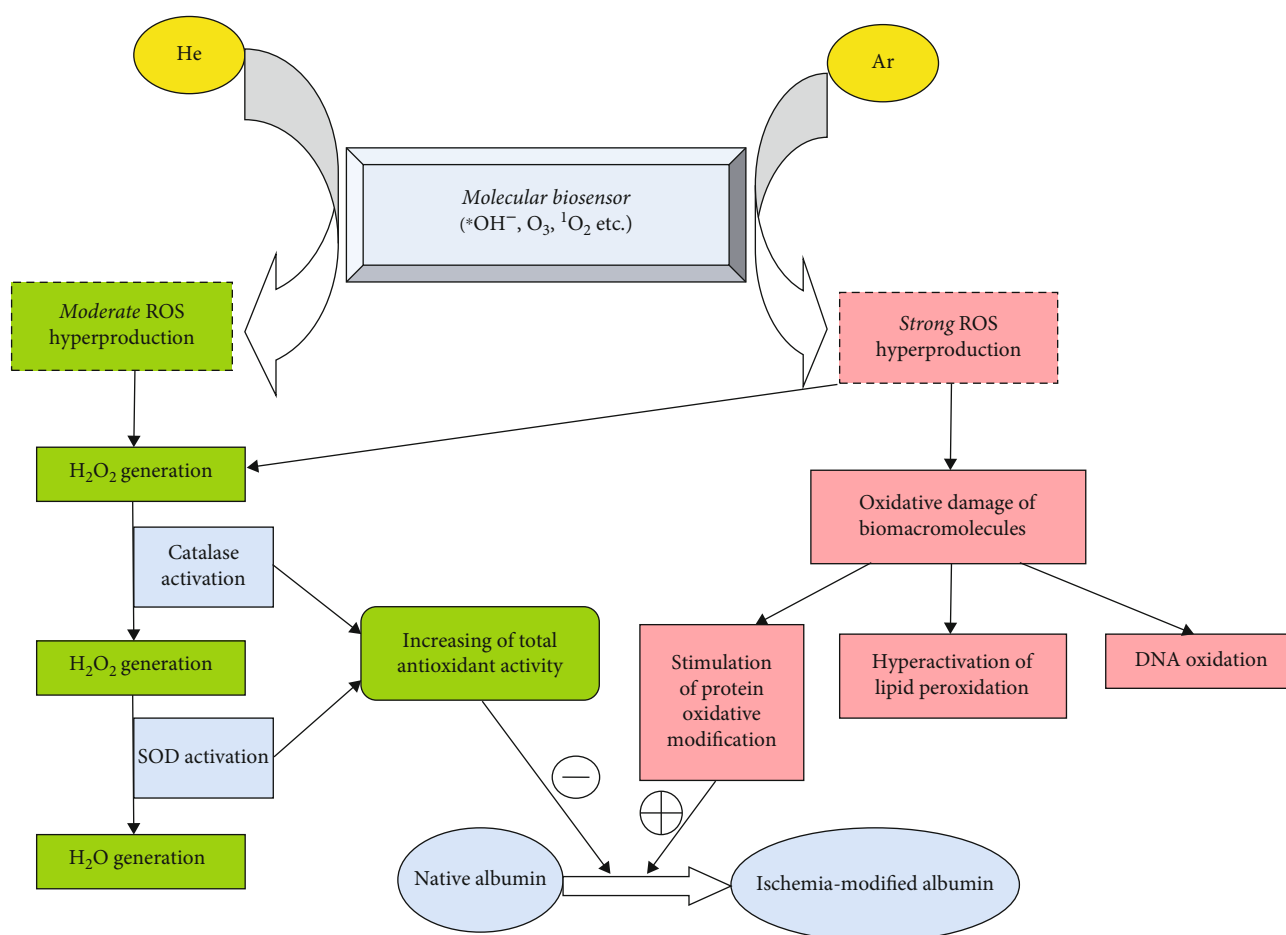 He
Ar
Molecular biosensor
(*OH⁻, O₃, ¹O₂ etc.)
Moderate ROS
hyperproduction
Strong ROS
hyperproduction
H₂O₂ generation
Oxidative damage of
biomacromolecules
Catalase
activation
Increasing of total
antioxidant activity
H₂O₂ generation
Stimulation
of protein
oxidative
modification
Hyperactivation of
lipid peroxidation
DNA oxidation
SOD activation
−
+
H₂O generation
Native albumin
Ischemia-modified albumin